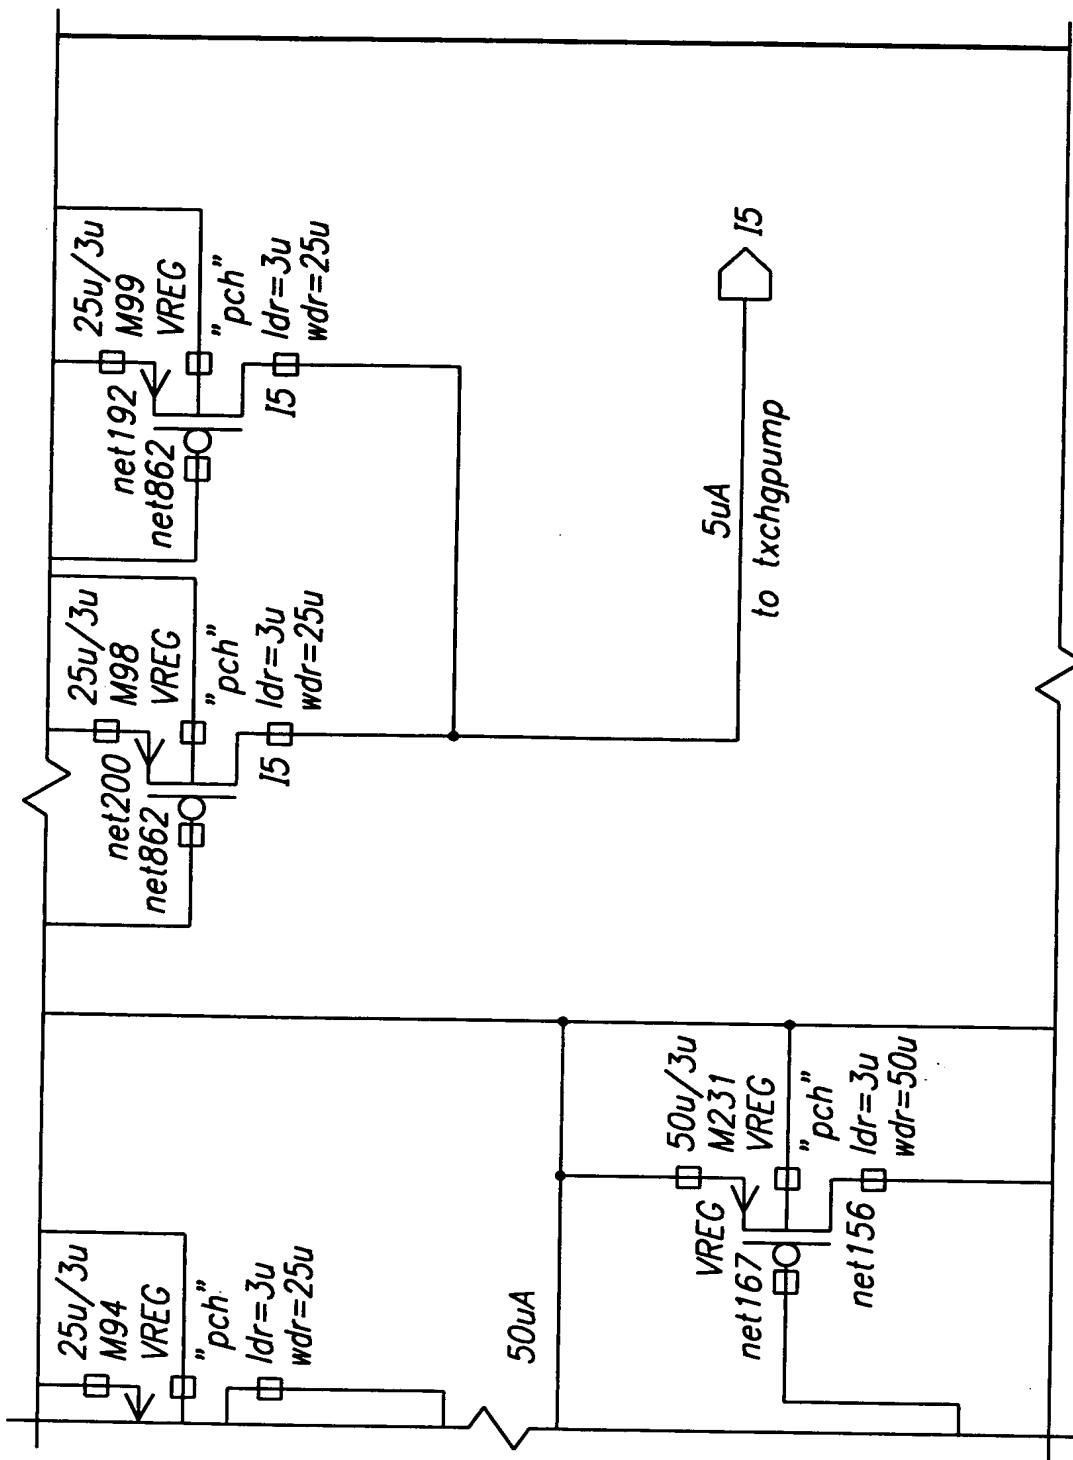 25u/3u
M94
VREG
"pch"
ldr=3u
wdr=25u
net200
net862
25u/3u
M98
VREG
"pch"
ldr=3u
wdr=25u
I5
net192
net862
25u/3u
M99
VREG
"pch"
ldr=3u
wdr=25u
I5
50uA
VREG
net167
50u/3u
M231
VREG
"pch"
ldr=3u
wdr=50u
net156
5uA
to txchgpump
I5